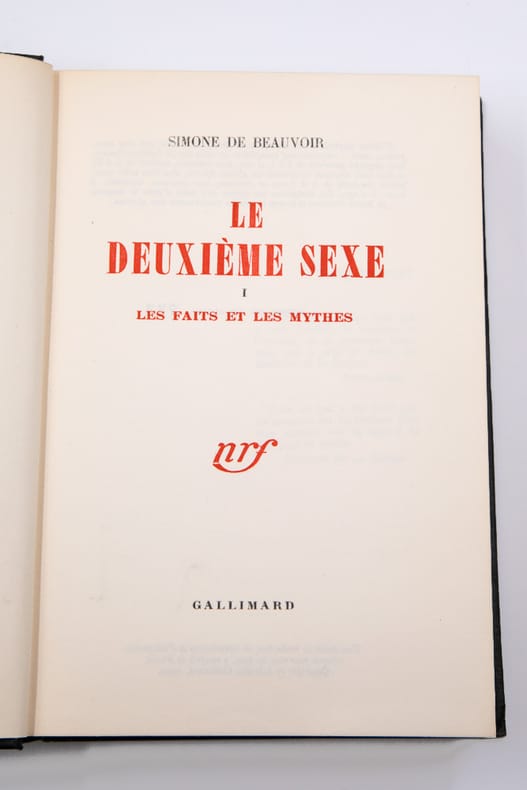 SIMONE DE BEAUVOIR
LE
DEUXIÈME SEXE
I
LES FAITS ET LES MYTHES
nrf
GALLIMARD